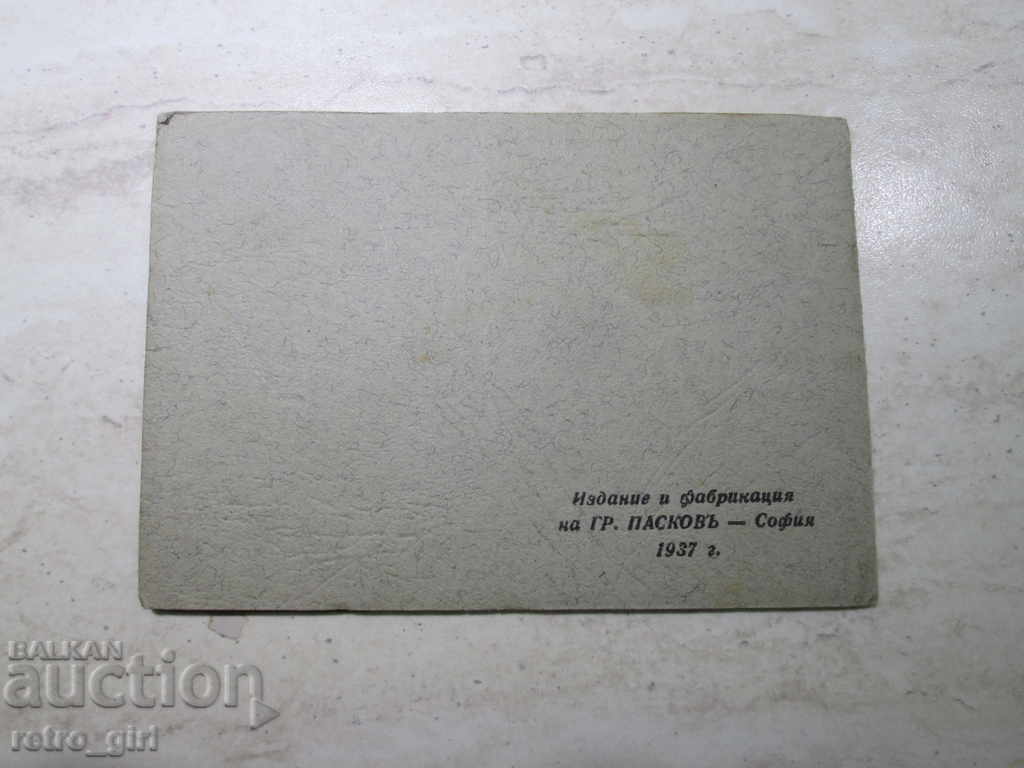 Издание и фабрикация
на ГР. ПАСКОВЪ — София
1937 г.
BALKAN
auction
retro_girl